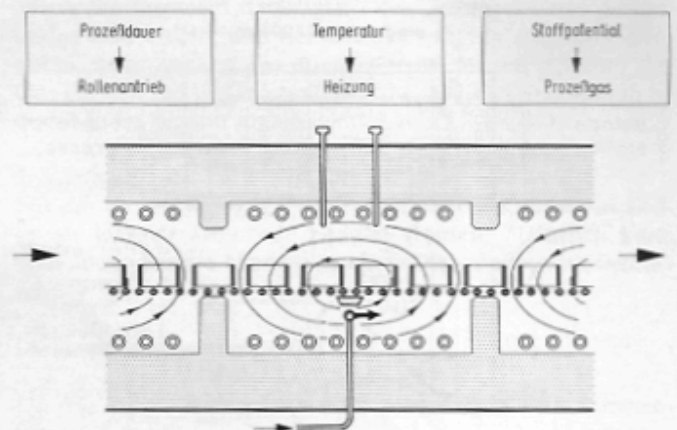 Prozeßdauer
Rollenantrieb
Temperatur
Heizung
Stoffpotential
Prozeßgas